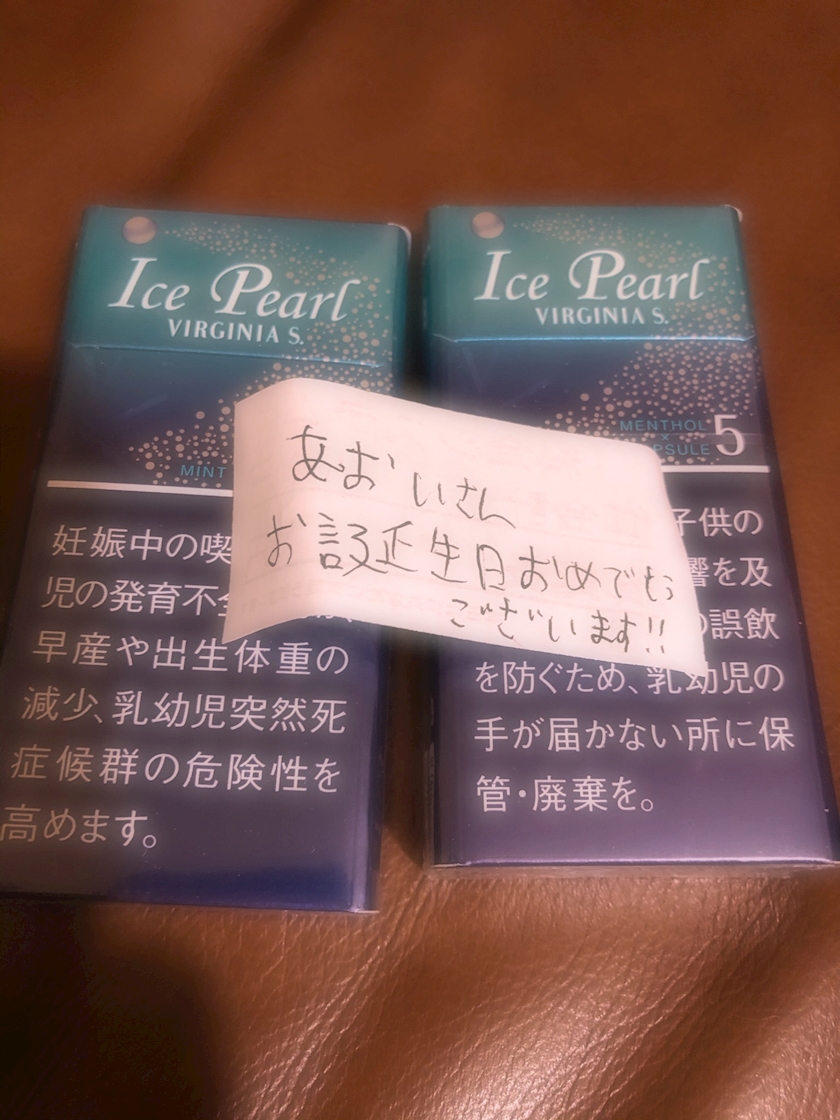 Ice Pearl
VIRGINIA S.
MINT
妊娠中の喫
児の発育不全
早産や出生体重の
減少、乳幼児突然死
症候群の危険性を
高めます。
Ice Pearl
VIRGINIA S.
MENTHOL
×
PSULE 5
子供の
響を及
の誤飲
を防ぐため、乳幼児の
手が届かない所に保
管・廃棄を。
あおいさん
お誕生日おめでとう
ございます!!